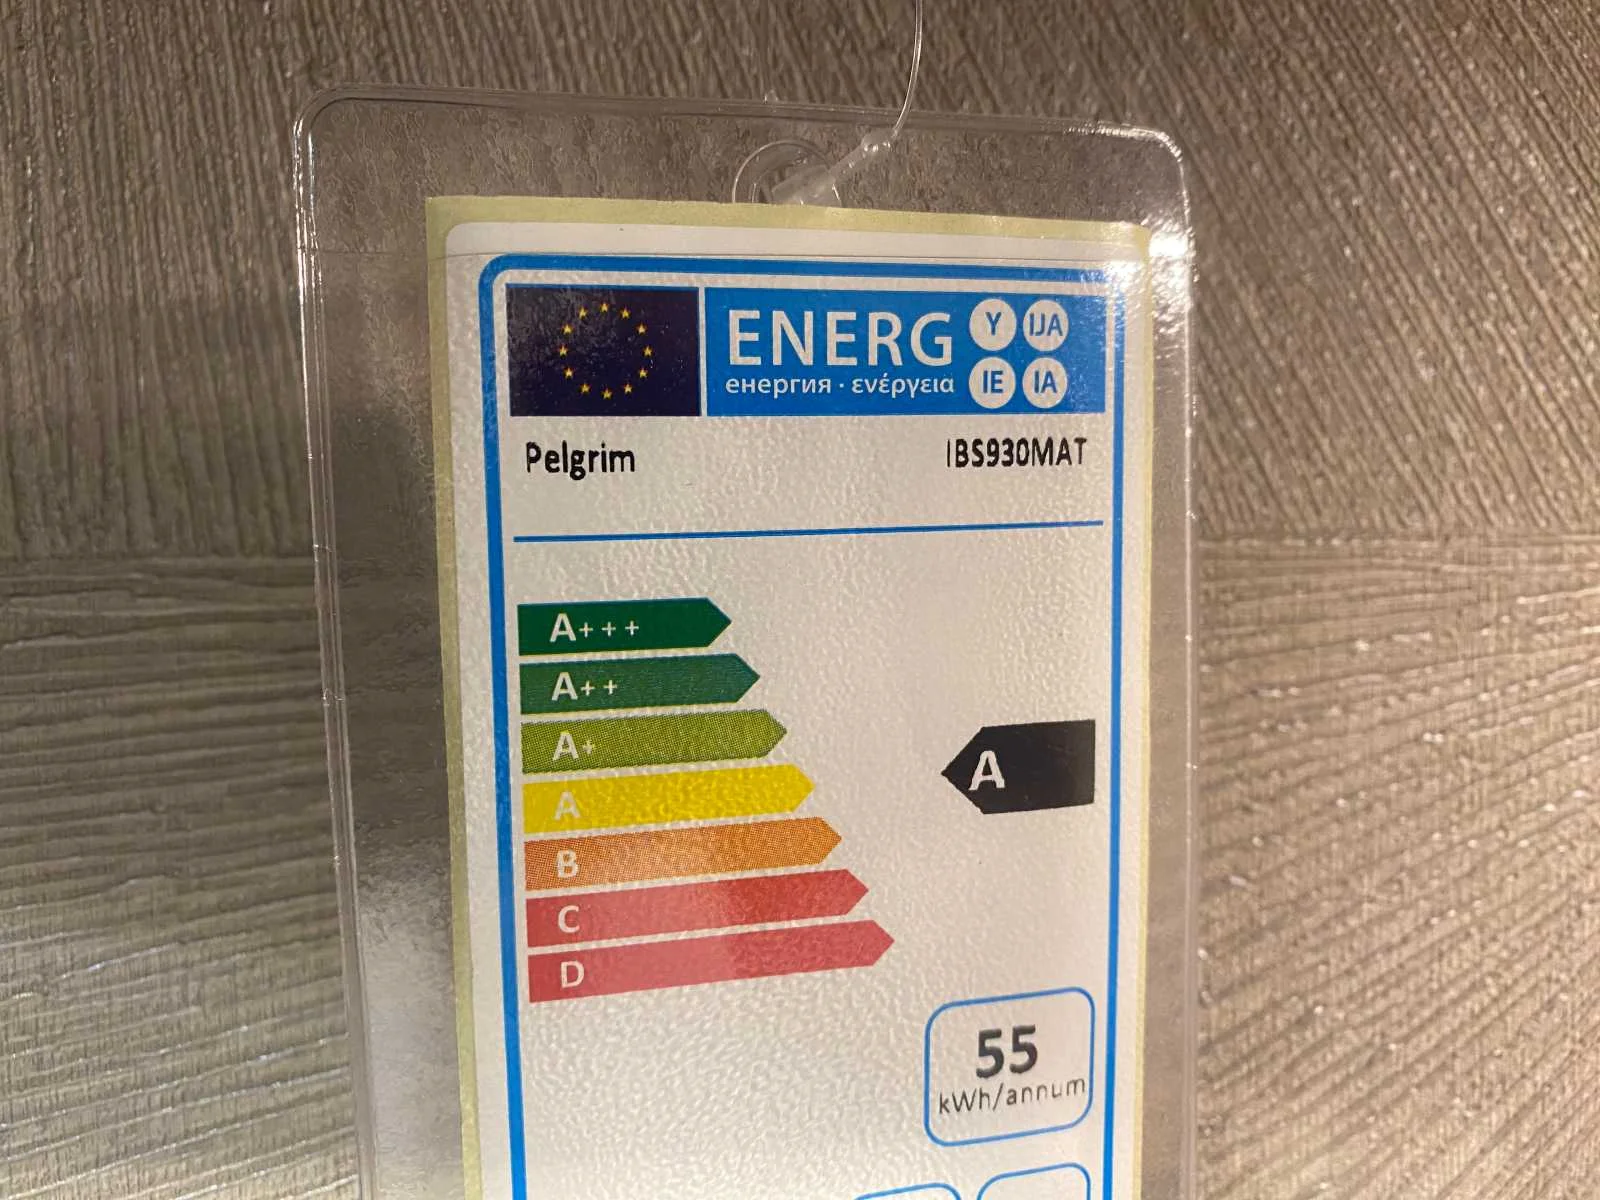 ENERG Y IJA
енергия · ενέργεια IE IA
Pelgrim IBS930MAT
A+++
A++
A+
A
A
B
C
D
55
kWh/annum